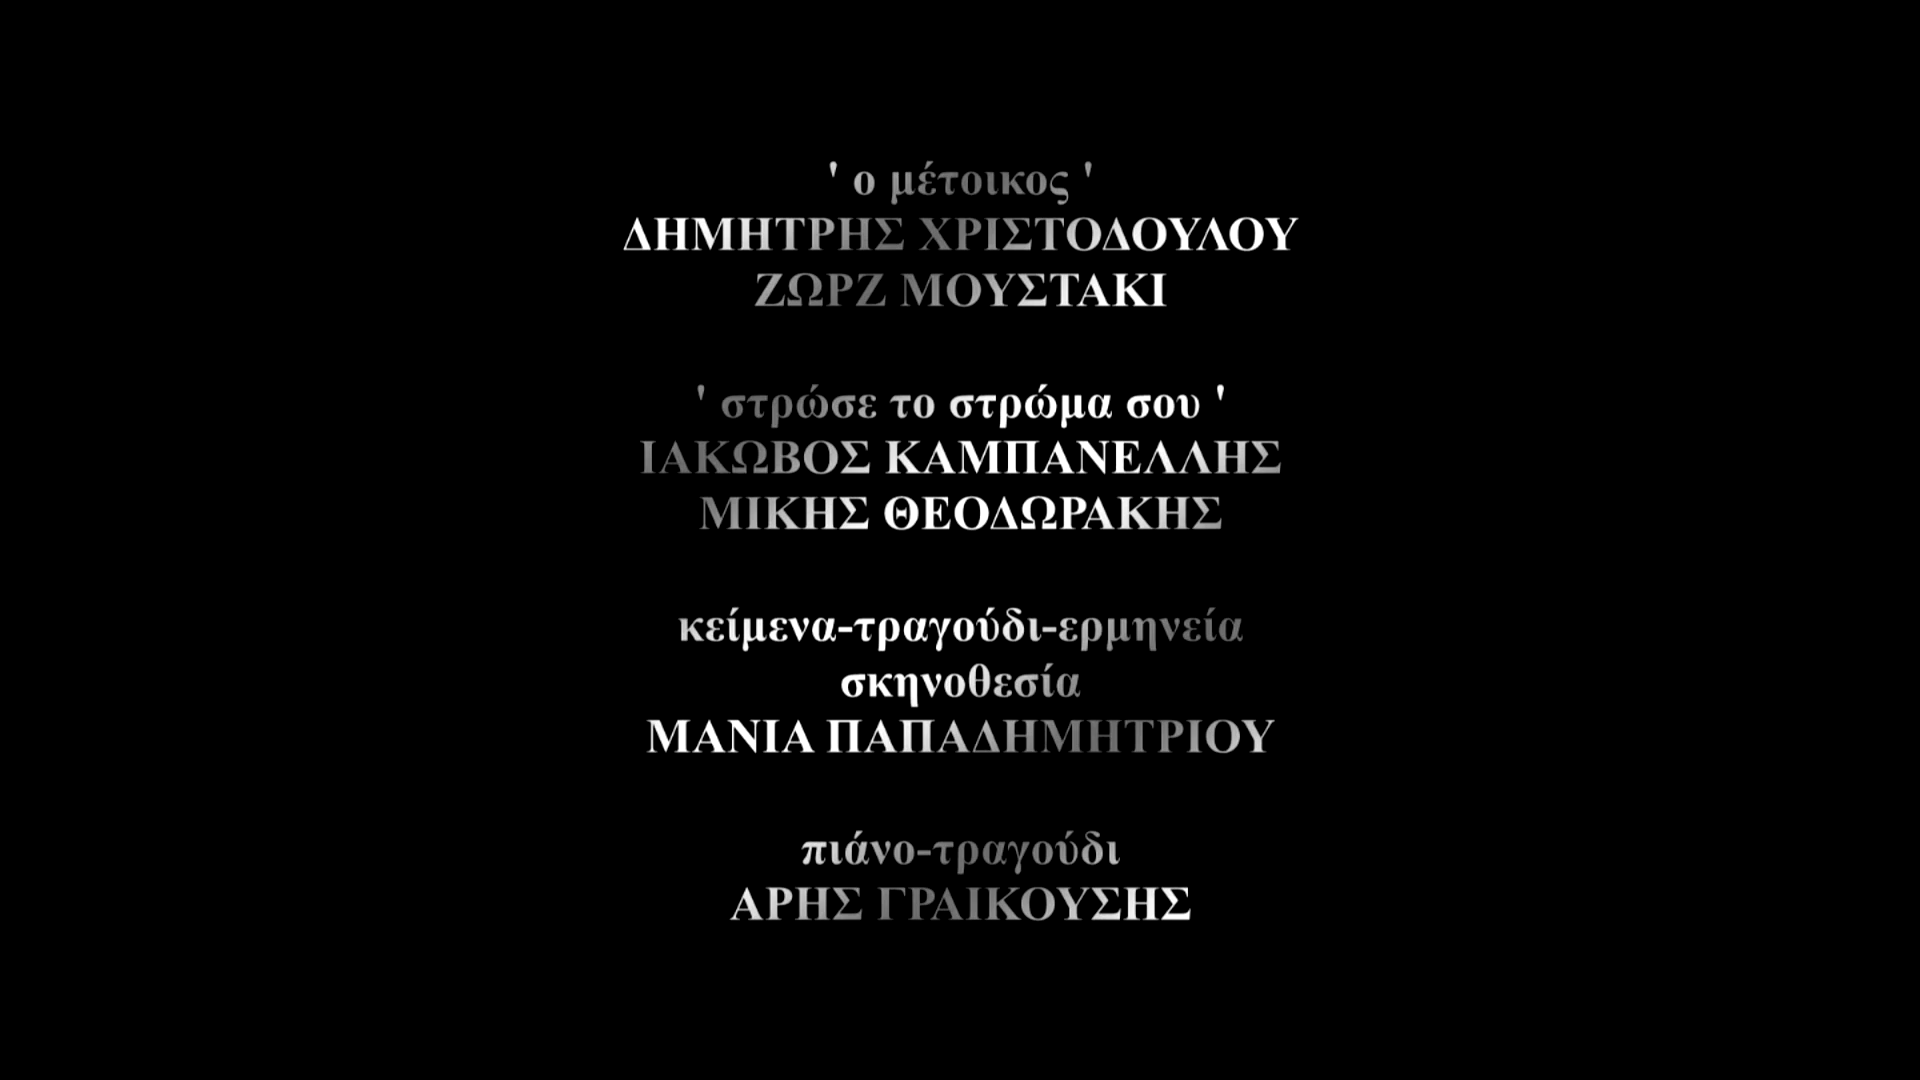 ' ο μέτοικος '
ΔΗΜΗΤΡΗΣ ΧΡΙΣΤΟΔΟΥΛΟΥ
ΖΩΡΖ ΜΟΥΣΤΑΚΙ
' στρώσε το στρώμα σου '
ΙΑΚΩΒΟΣ ΚΑΜΠΑΝΕΛΛΗΣ
ΜΙΚΗΣ ΘΕΟΔΩΡΑΚΗΣ
κείμενα-τραγούδι-ερμηνεία
σκηνοθεσία
ΜΑΝΙΑ ΠΑΠΑΔΗΜΗΤΡΙΟΥ
πιάνο-τραγούδι
ΑΡΗΣ ΓΡΑΙΚΟΥΣΗΣ